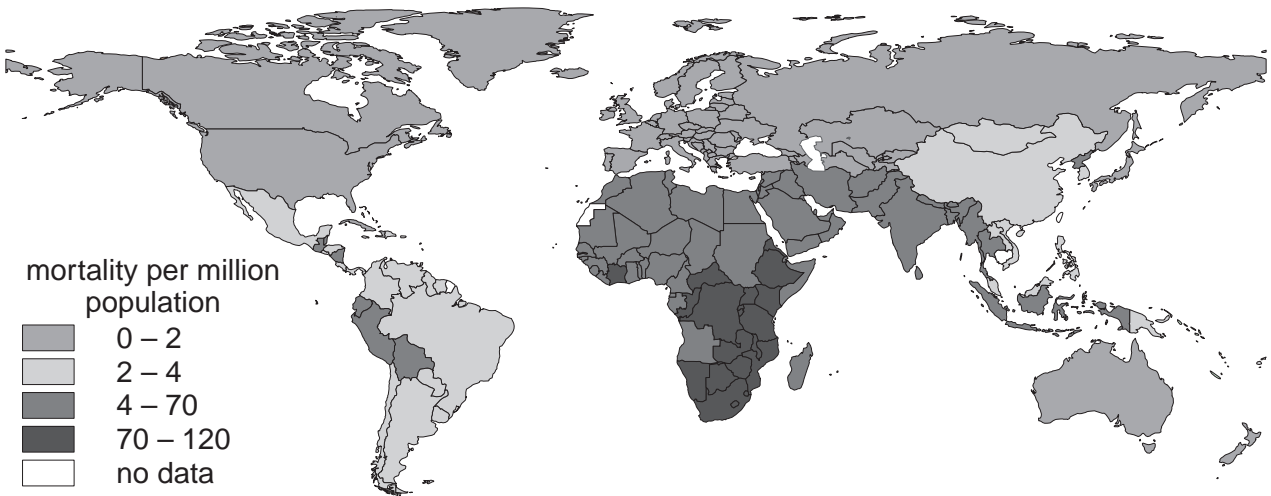 mortality per million
population
0 – 2
2 – 4
4 – 70
70 – 120
no data